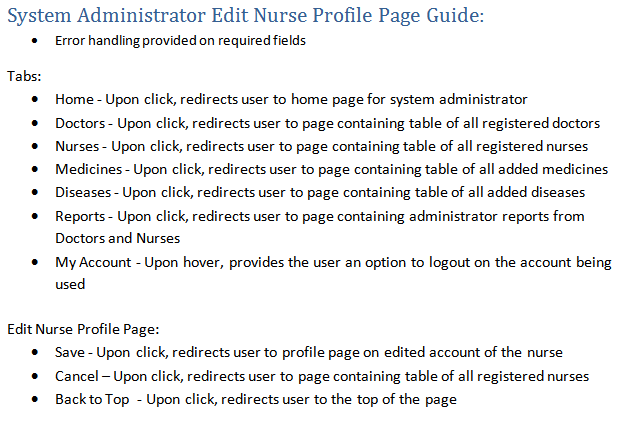 System Administrator Edit Nurse Profile Page Guide:
• Error handling provided on required fields
Tabs:
• Home - Upon click, redirects user to home page for system administrator
• Doctors - Upon click, redirects user to page containing table of all registered doctors
• Nurses - Upon click, redirects user to page containing table of all registered nurses
• Medicines - Upon click, redirects user to page containing table of all added medicines
• Diseases - Upon click, redirects user to page containing table of all added diseases
• Reports - Upon click, redirects user to page containing administrator reports from
Doctors and Nurses
• My Account - Upon hover, provides the user an option to logout on the account being
used
Edit Nurse Profile Page:
• Save - Upon click, redirects user to profile page on edited account of the nurse
• Cancel – Upon click, redirects user to page containing table of all registered nurses
• Back to Top - Upon click, redirects user to the top of the page